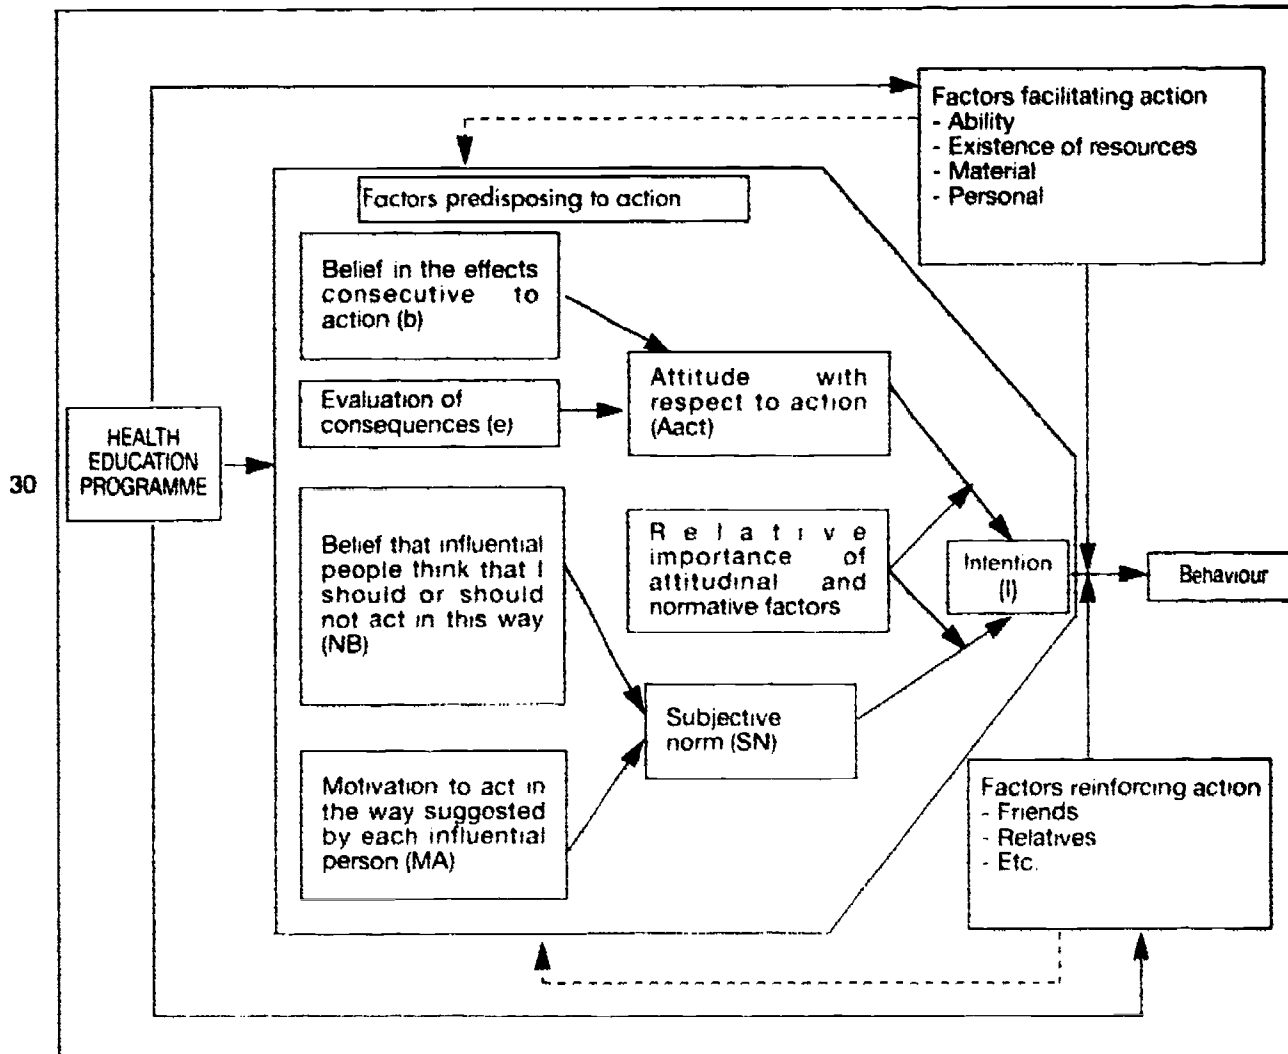 Factors facilitating action
- Ability
- Existence of resources
- Material
- Personal
Factors predisposing to action
Belief in the effects
consecutive to
action (b)
Evaluation of
consequences (e)
Attitude with
respect to action
(Aact)
HEALTH
EDUCATION
PROGRAMME
30
Belief that influential
people think that I
should or should
not act in this way
(NB)
Relative
importance of
attitudinal and
normative factors
Intention
(I)
Behaviour
Subjective
norm (SN)
Motivation to act in
the way suggested
by each influential
person (MA)
Factors reinforcing action
- Friends
- Relatives
- Etc.